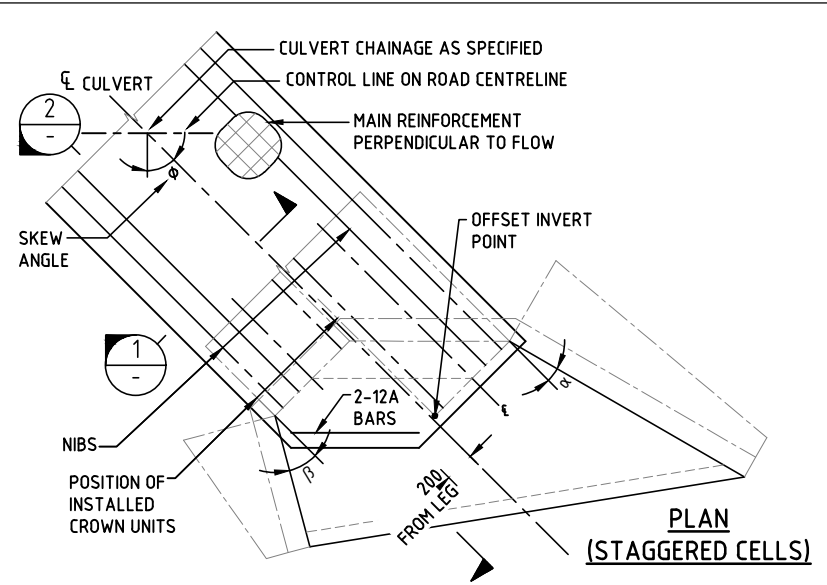 CULVERT CHAINAGE AS SPECIFIED
℄ CULVERT
CONTROL LINE ON ROAD CENTRELINE
2
-
MAIN REINFORCEMENT
PERPENDICULAR TO FLOW
Φ
SKEW
ANGLE
OFFSET INVERT
POINT
1
-
α
2-12A
BARS
℄
NIBS
β
POSITION OF
INSTALLED
CROWN UNITS
200
FROM LEG
PLAN
(STAGGERED CELLS)